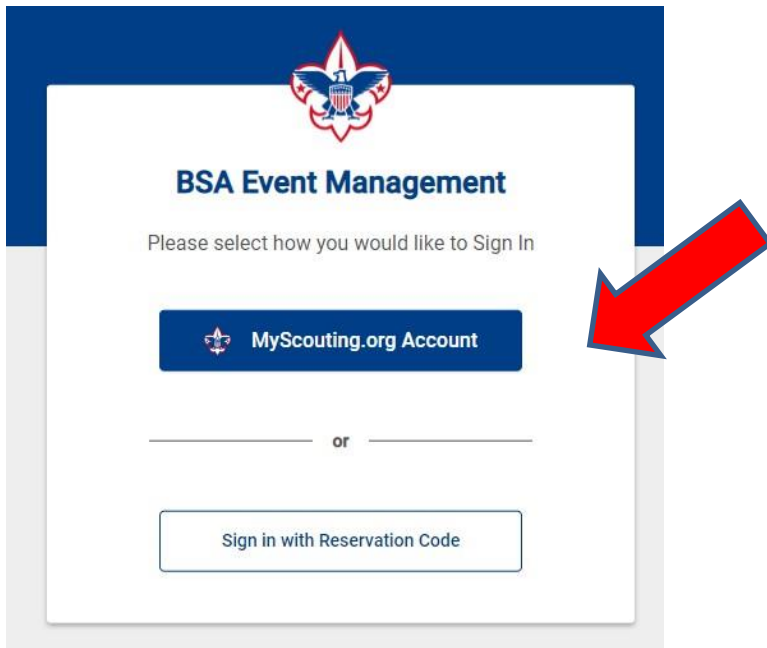 BSA Event Management
Please select how you would like to Sign In
MyScouting.org Account
or
Sign in with Reservation Code